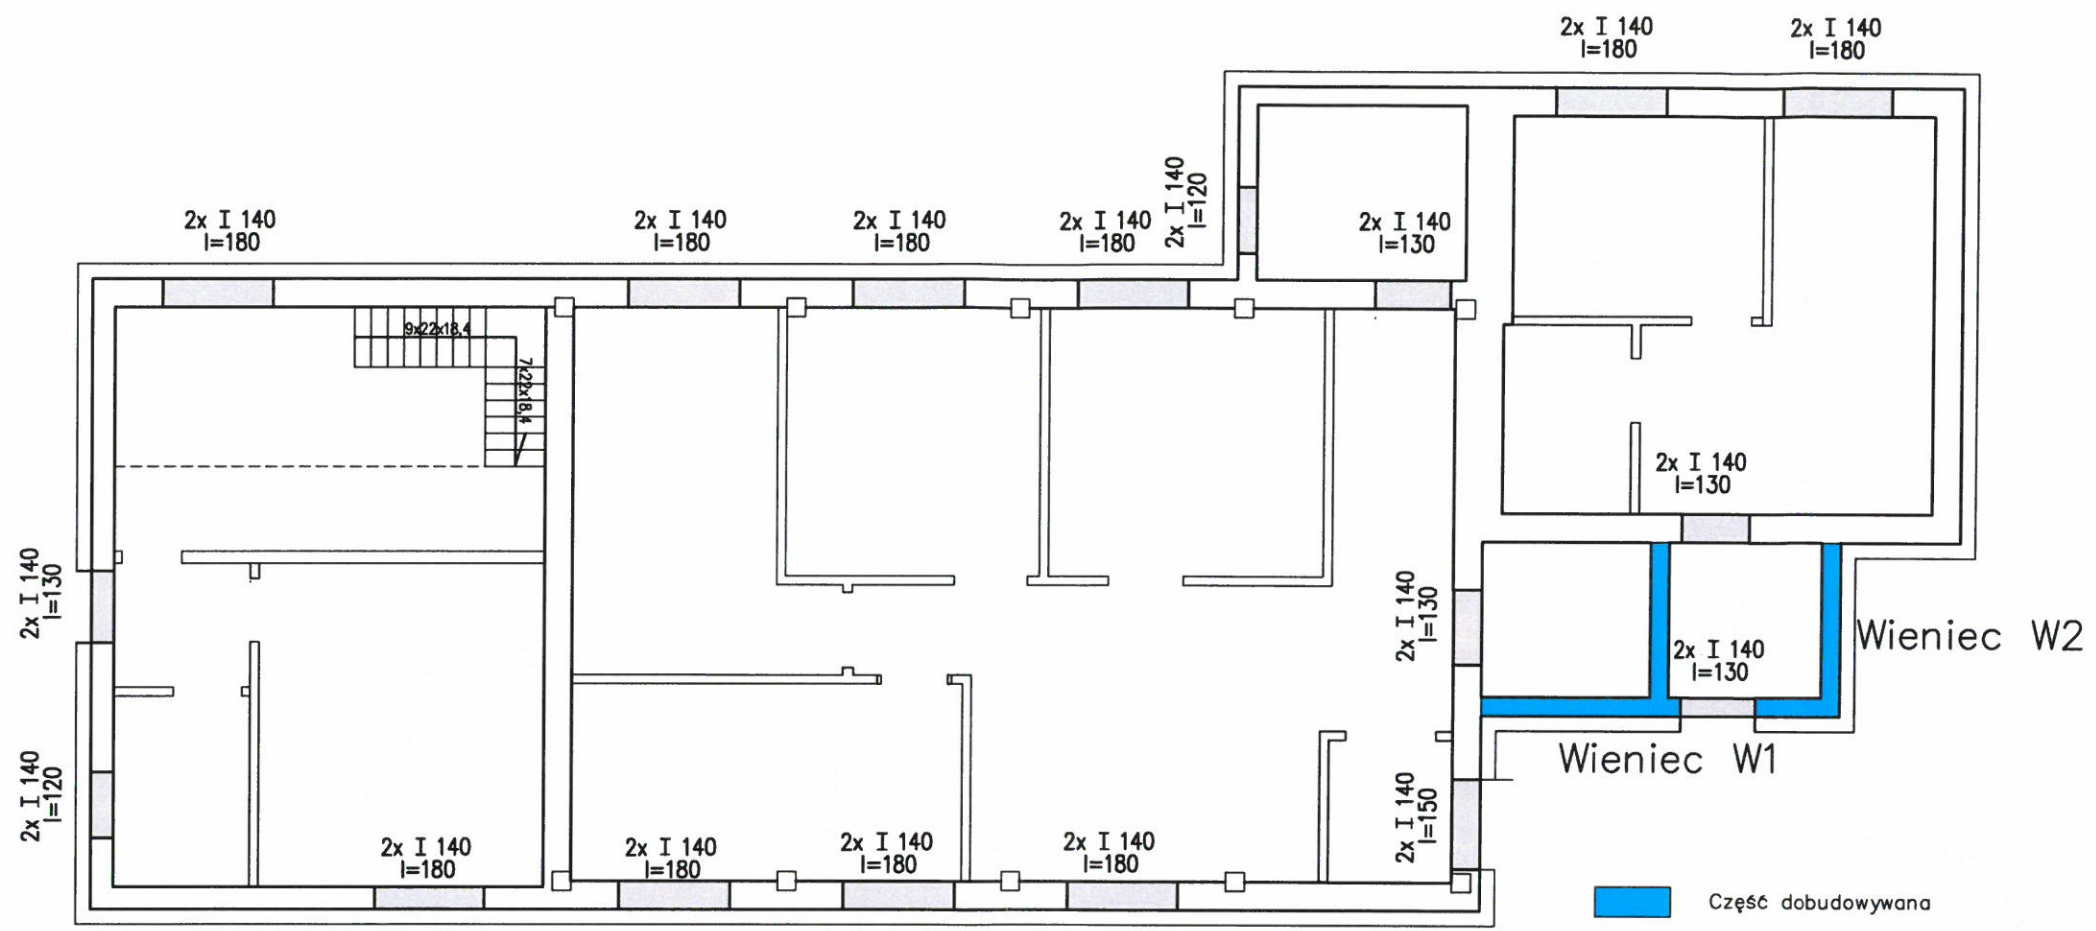 2x I 140
l=180
2x I 140
l=180
2x I 140
l=120
2x I 140
l=180
2x I 140
l=180
2x I 140
l=180
2x I 140
l=180
2x I 140
l=130
9x22x18,4
7x22x18,4
2x I 140
l=130
2x I 140
l=130
2x I 140
l=130
Wieniec W2
2x I 140
l=130
Wieniec W1
2x I 140
l=120
2x I 140
l=150
2x I 140
l=180
2x I 140
l=180
2x I 140
l=180
2x I 140
l=180
Część dobudowywana